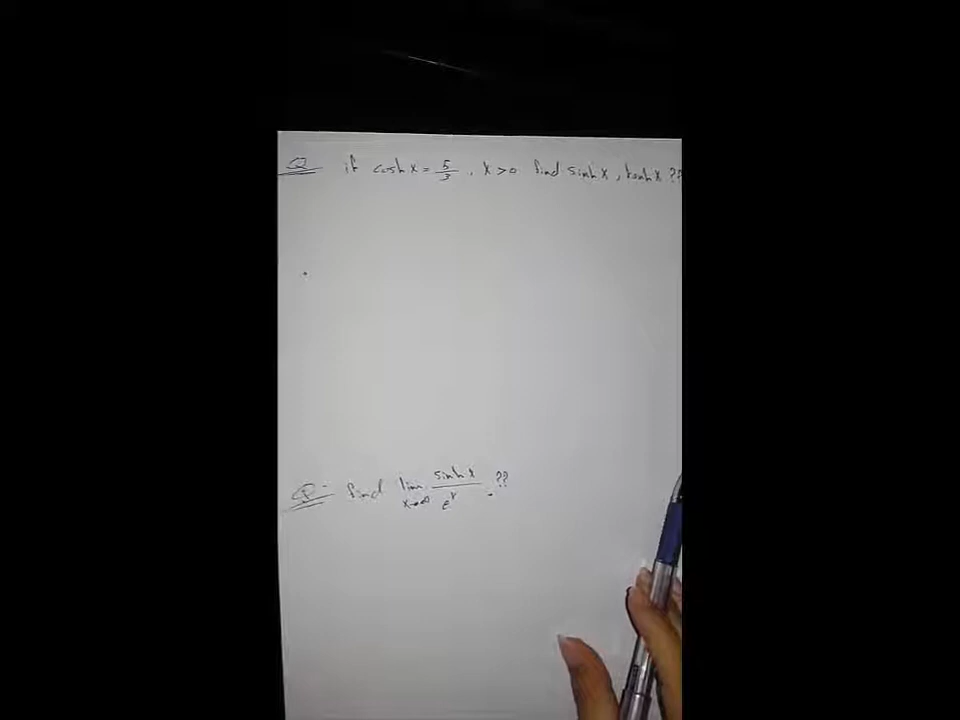 Q if cosh x = 5/3 , x > 0 find sinh x , tanh x ??
Q find lim x→∞ sinh x / e^x ??